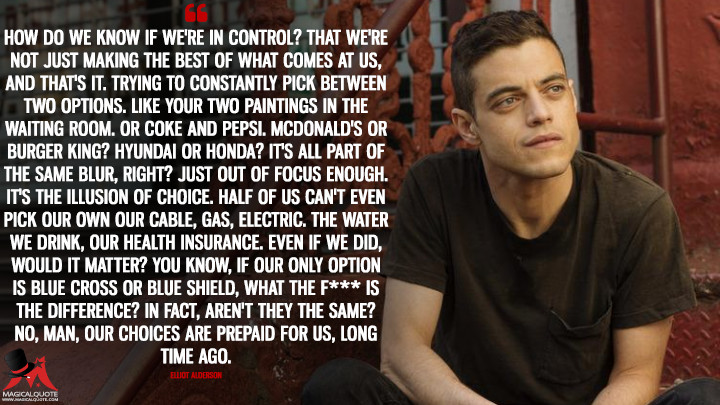 HOW DO WE KNOW IF WE'RE IN CONTROL? THAT WE'RE
NOT JUST MAKING THE BEST OF WHAT COMES AT US,
AND THAT'S IT. TRYING TO CONSTANTLY PICK BETWEEN
TWO OPTIONS. LIKE YOUR TWO PAINTINGS IN THE
WAITING ROOM. OR COKE AND PEPSI. MCDONALD'S OR
BURGER KING? HYUNDAI OR HONDA? IT'S ALL PART OF
THE SAME BLUR, RIGHT? JUST OUT OF FOCUS ENOUGH.
IT'S THE ILLUSION OF CHOICE. HALF OF US CAN'T EVEN
PICK OUR OWN OUR CABLE, GAS, ELECTRIC. THE WATER
WE DRINK, OUR HEALTH INSURANCE. EVEN IF WE DID,
WOULD IT MATTER? YOU KNOW, IF OUR ONLY OPTION
IS BLUE CROSS OR BLUE SHIELD, WHAT THE F*** IS
THE DIFFERENCE? IN FACT, AREN'T THEY THE SAME?
NO, MAN, OUR CHOICES ARE PREPAID FOR US, LONG
TIME AGO.
ELLIOT ALDERSON
MAGICALQUOTE
WWW.MAGICALQUOTE.COM